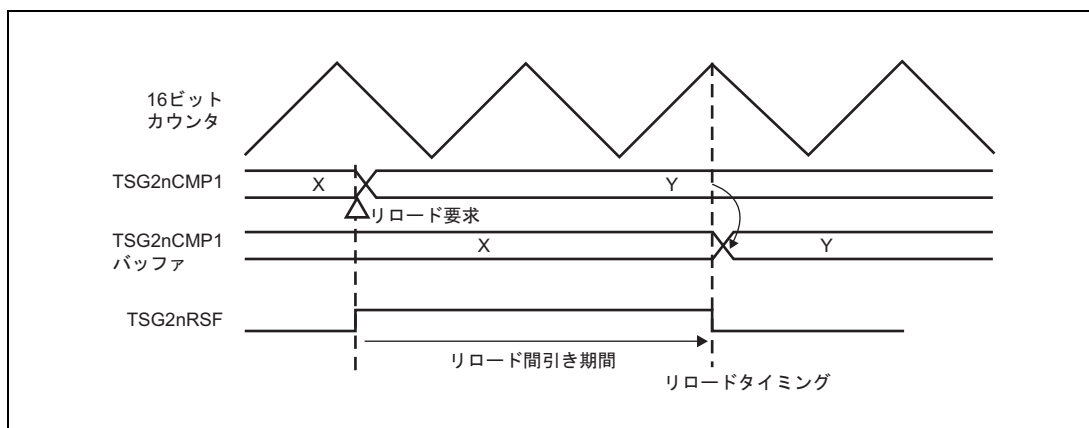 16ビット
カウンタ
TSG2nCMP1
X
Y
リロード要求
TSG2nCMP1
バッファ
X
Y
TSG2nRSF
リロード間引き期間
リロードタイミング